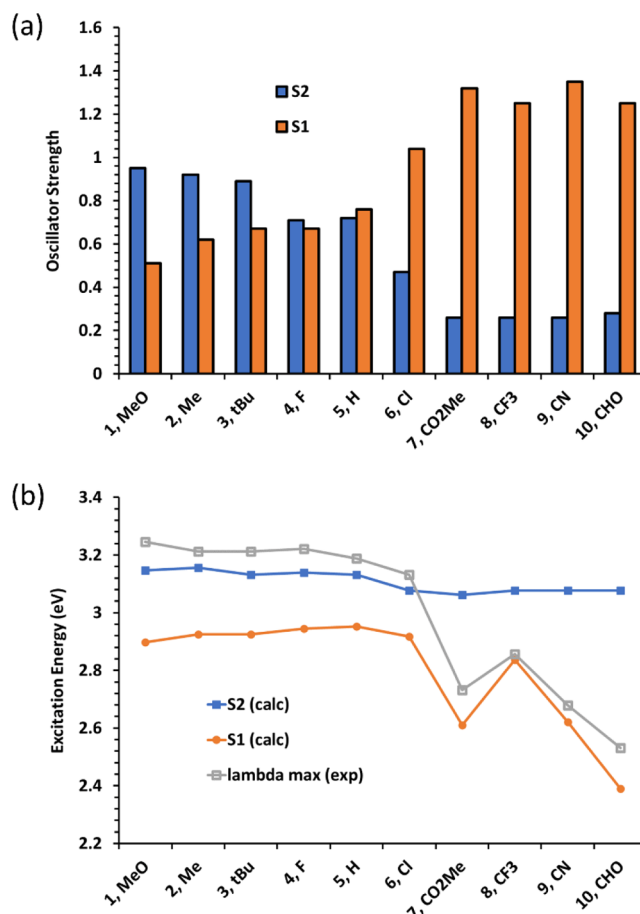 (a)
1.6
1.4
1.2
1
0.8
0.6
0.4
0.2
0
Oscillator Strength
S2
S1
1, MeO
2, Me
3, tBu
4, F
5, H
6, Cl
7, CO2Me
8, CF3
9, CN
10, CHO
(b)
3.4
3.2
3
2.8
2.6
2.4
2.2
Excitation Energy (eV)
S2 (calc)
S1 (calc)
lambda max (exp)
1, MeO
2, Me
3, tBu
4, F
5, H
6, Cl
7, CO2Me
8, CF3
9, CN
10, CHO